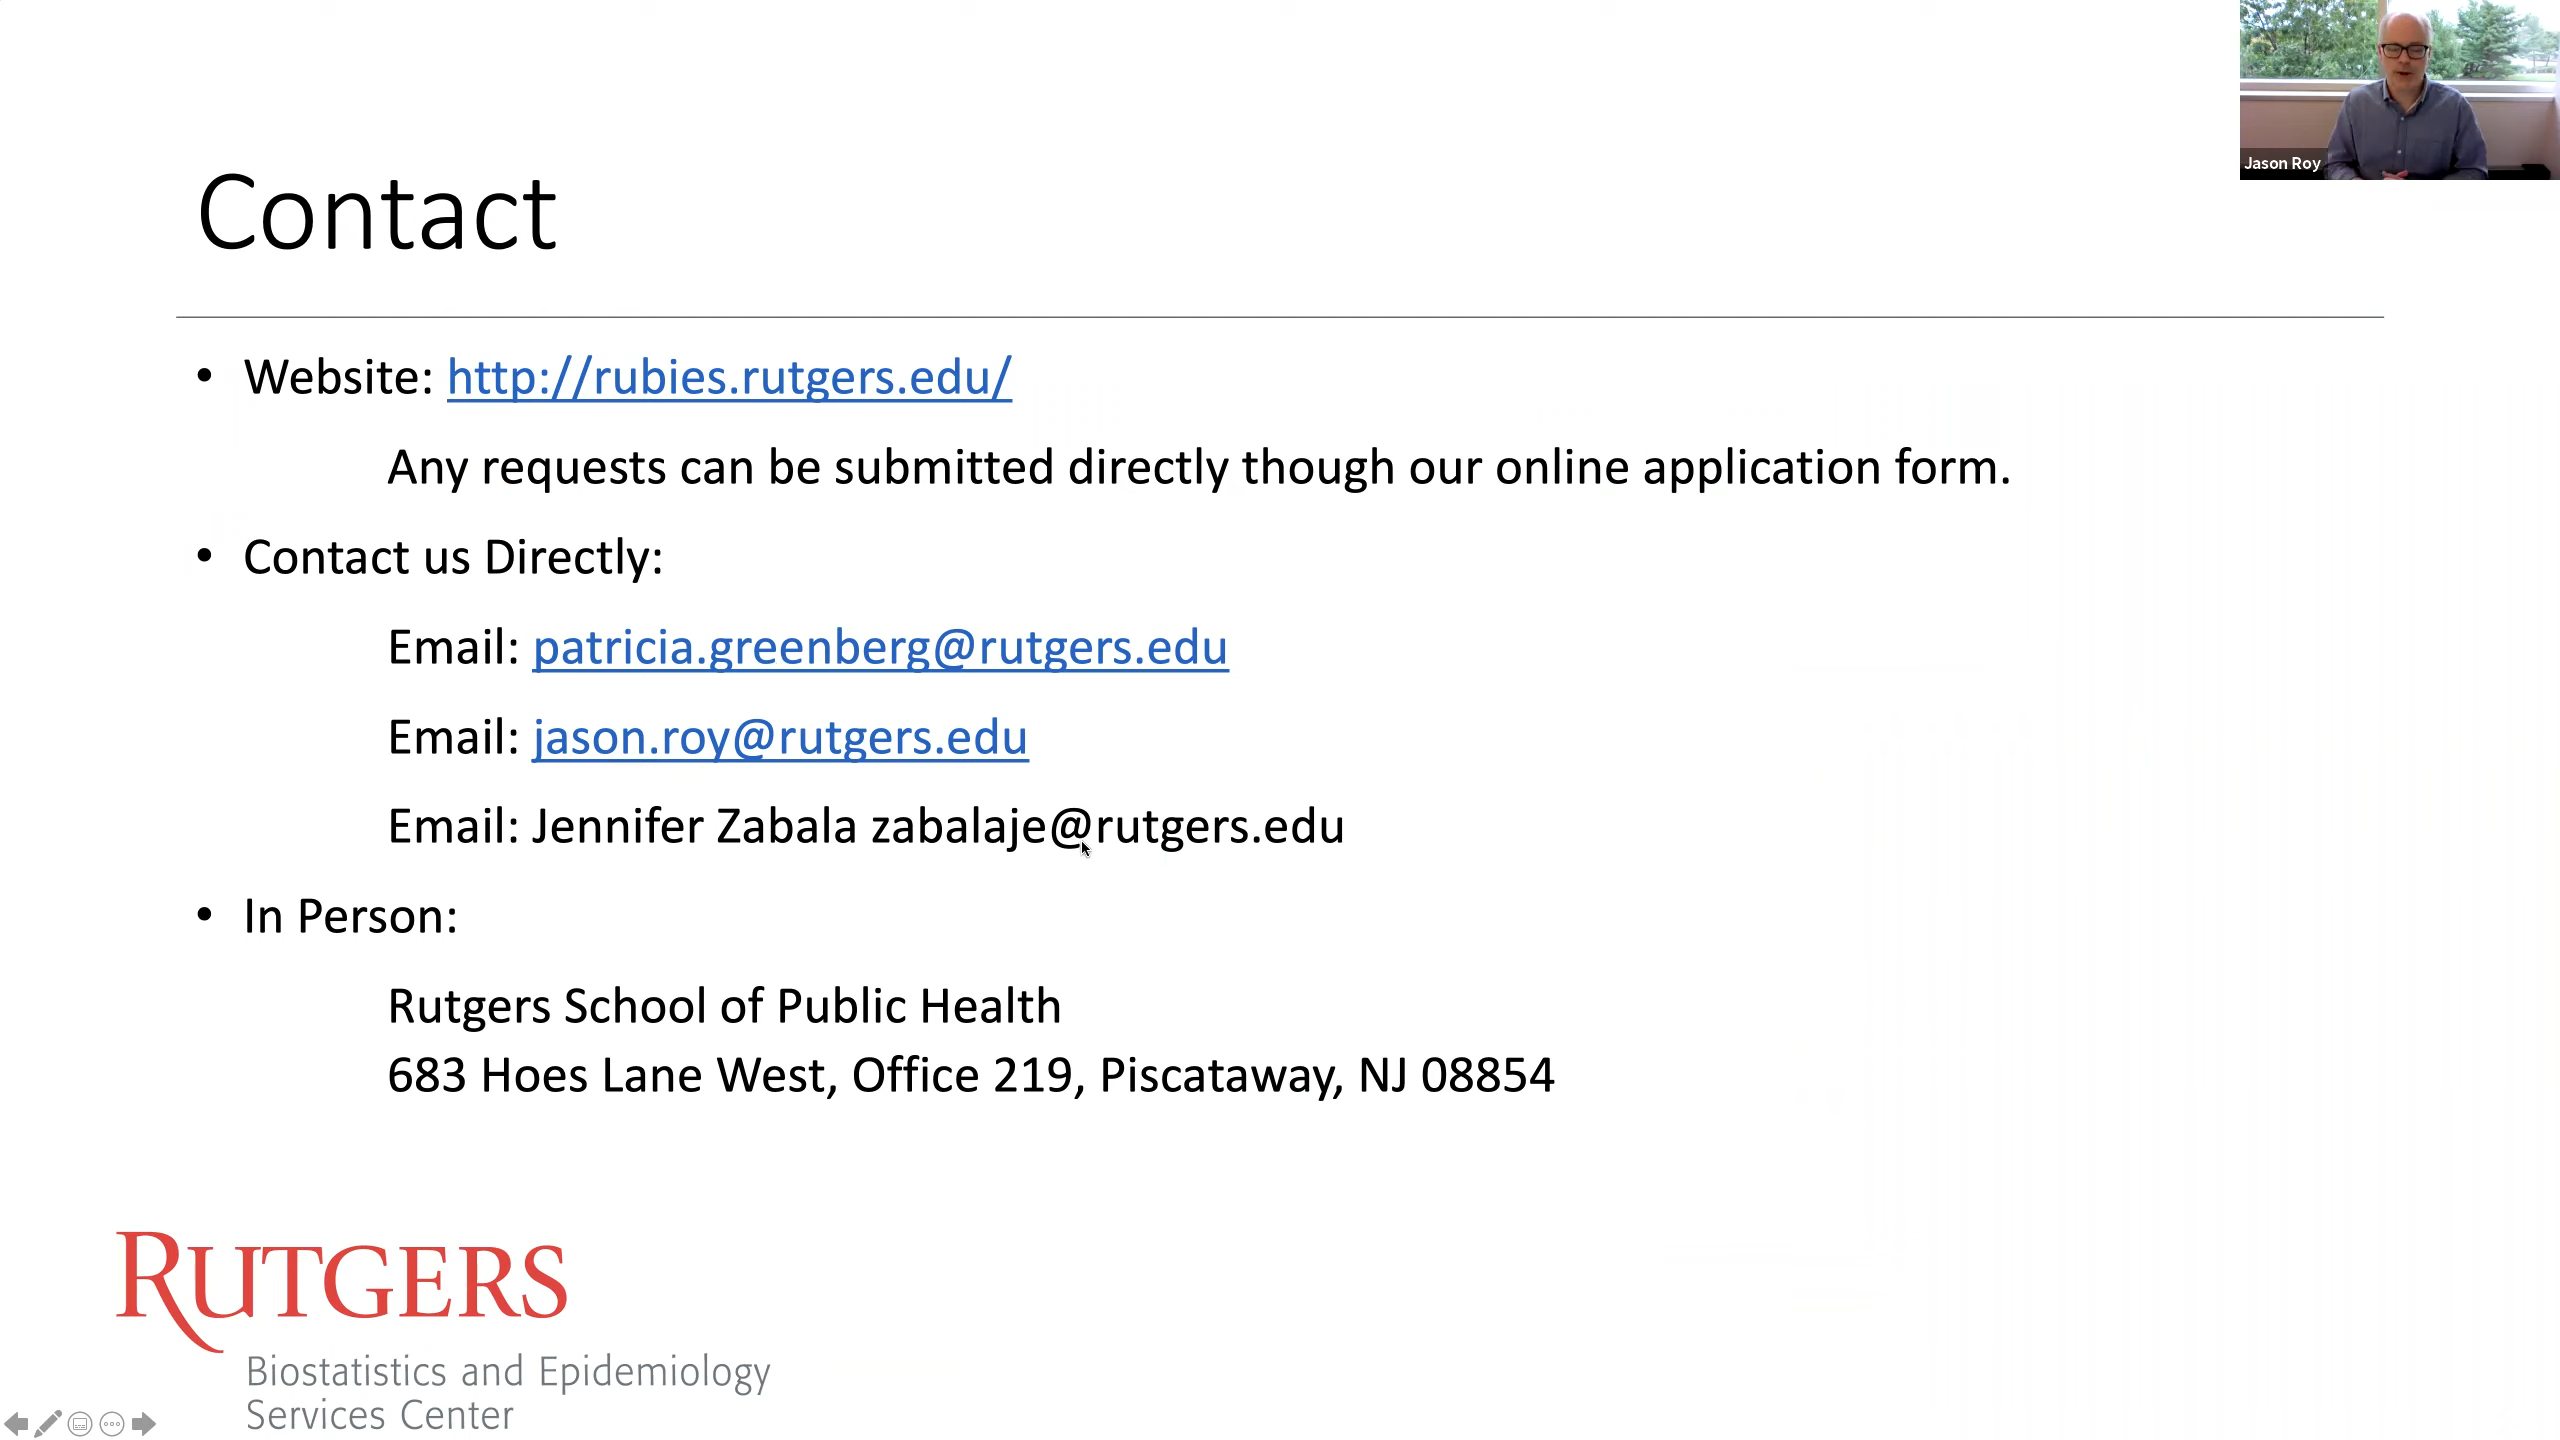 Jason Roy
Contact
• Website: http://rubies.rutgers.edu/
Any requests can be submitted directly though our online application form.
• Contact us Directly:
Email: patricia.greenberg@rutgers.edu
Email: jason.roy@rutgers.edu
Email: Jennifer Zabala zabalaje@rutgers.edu
• In Person:
Rutgers School of Public Health
683 Hoes Lane West, Office 219, Piscataway, NJ 08854
RUTGERS
Biostatistics and Epidemiology
Services Center